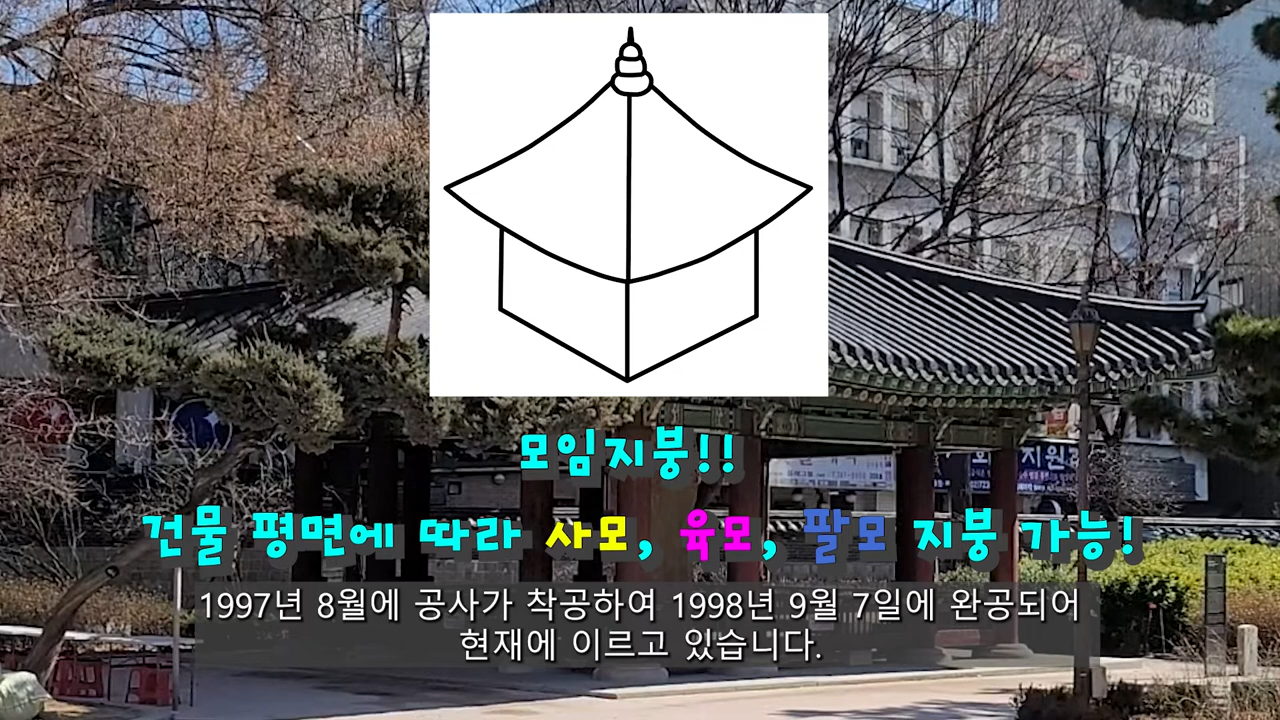 모임지붕!!
건물 평면에 따라 사모, 육모, 팔모 지붕 가능!
1997년 8월에 공사가 착공하여 1998년 9월 7일에 완공되어
현재에 이르고 있습니다.
지원